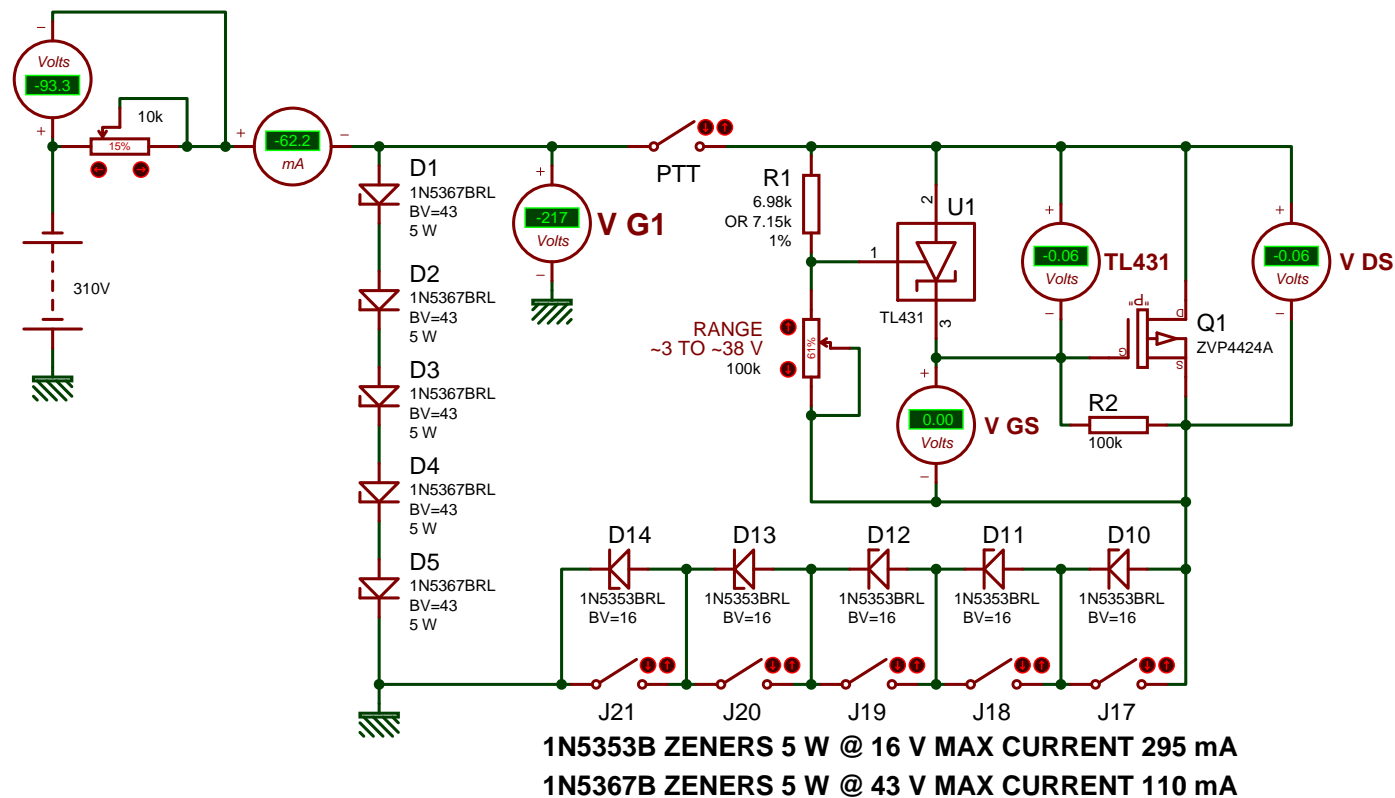 −
Volts
-93.3
+
10k
15%
+
-62.2
mA
−
310V
D1
1N5367BRL
BV=43
5 W
D2
1N5367BRL
BV=43
5 W
D3
1N5367BRL
BV=43
5 W
D4
1N5367BRL
BV=43
5 W
D5
1N5367BRL
BV=43
5 W
+
-217
Volts
−
V G1
PTT
R1
6.98k
OR 7.15k
1%
RANGE
~3 TO ~38 V
100k
61%
U1
1
2
3
TL431
+
-0.06
Volts
−
TL431
+
-0.06
Volts
−
V DS
"P"
D
G
S
Q1
ZVP4424A
+
0.00
Volts
−
V GS
R2
100k
D14
1N5353BRL
BV=16
D13
1N5353BRL
BV=16
D12
1N5353BRL
BV=16
D11
1N5353BRL
BV=16
D10
1N5353BRL
BV=16
J21
J20
J19
J18
J17
1N5353B ZENERS 5 W @ 16 V MAX CURRENT 295 mA
1N5367B ZENERS 5 W @ 43 V MAX CURRENT 110 mA